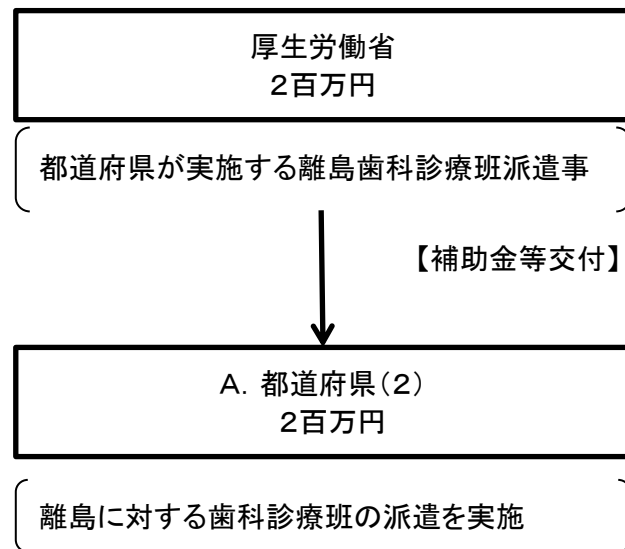 厚生労働省
２百万円
都道府県が実施する離島歯科診療班派遣事
【補助金等交付】
Ａ．都道府県（２）
２百万円
離島に対する歯科診療班の派遣を実施